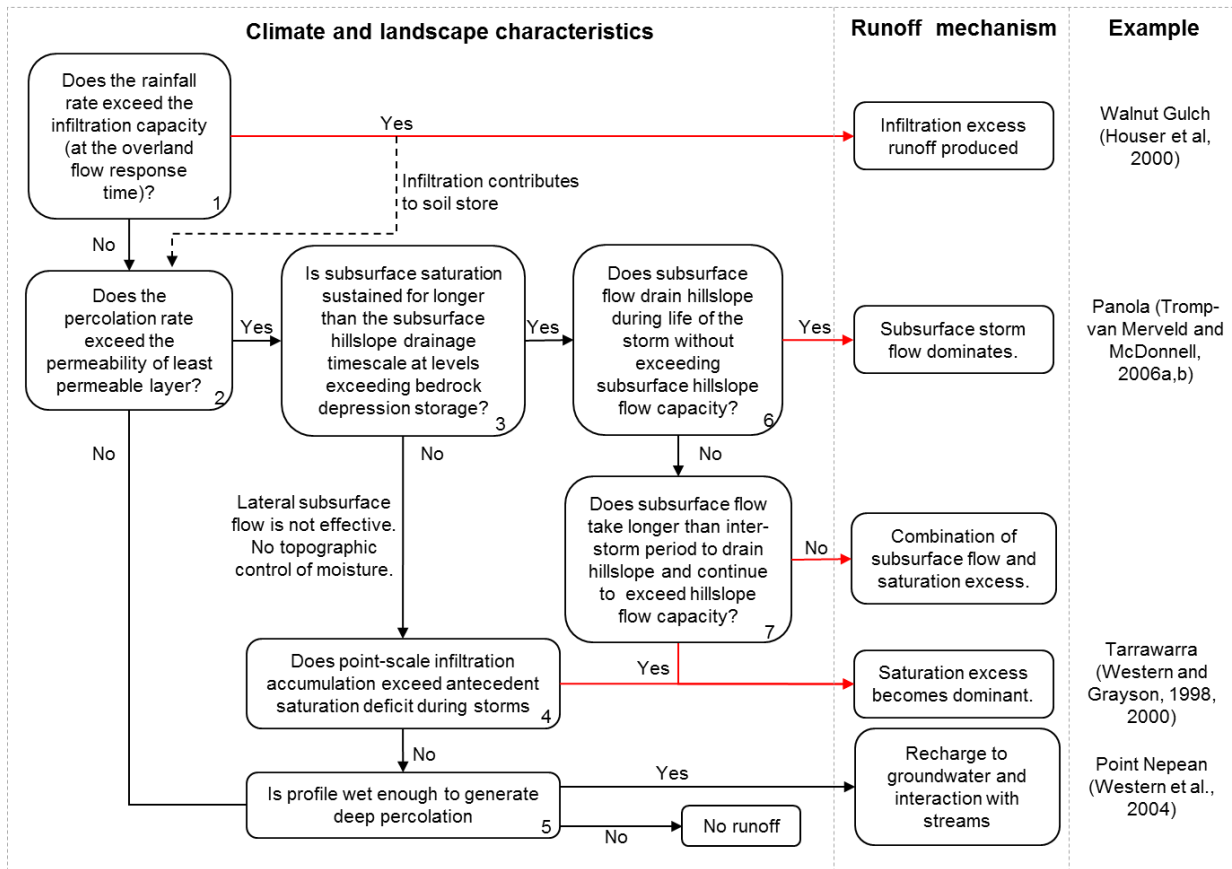 Climate and landscape characteristics
Runoff mechanism
Example
Does the rainfall
rate exceed the
infiltration capacity
(at the overland
flow response
time)?
1
Yes
Infiltration excess
runoff produced
Walnut Gulch
(Houser et al,
2000)
Infiltration contributes
to soil store
No
Does the
percolation rate
exceed the
permeability of least
permeable layer?
2
Yes
Is subsurface saturation
sustained for longer
than the subsurface
hillslope drainage
timescale at levels
exceeding bedrock
depression storage?
3
Yes
Does subsurface
flow drain hillslope
during life of the
storm without
exceeding
subsurface hillslope
flow capacity?
6
Yes
Subsurface storm
flow dominates.
Panola (Tromp-
van Merveld and
McDonnell,
2006a,b)
No
No
No
Lateral subsurface
flow is not effective.
No topographic
control of moisture.
Does subsurface flow
take longer than inter-
storm period to drain
hillslope and continue
to exceed hillslope
flow capacity?
7
No
Combination of
subsurface flow and
saturation excess.
Does point-scale infiltration
accumulation exceed antecedent
saturation deficit during storms
4
Yes
Saturation excess
becomes dominant.
Tarrawarra
(Western and
Grayson, 1998,
2000)
No
Is profile wet enough to generate
deep percolation
5
Yes
Recharge to
groundwater and
interaction with
streams
Point Nepean
(Western et al.,
2004)
No
No runoff